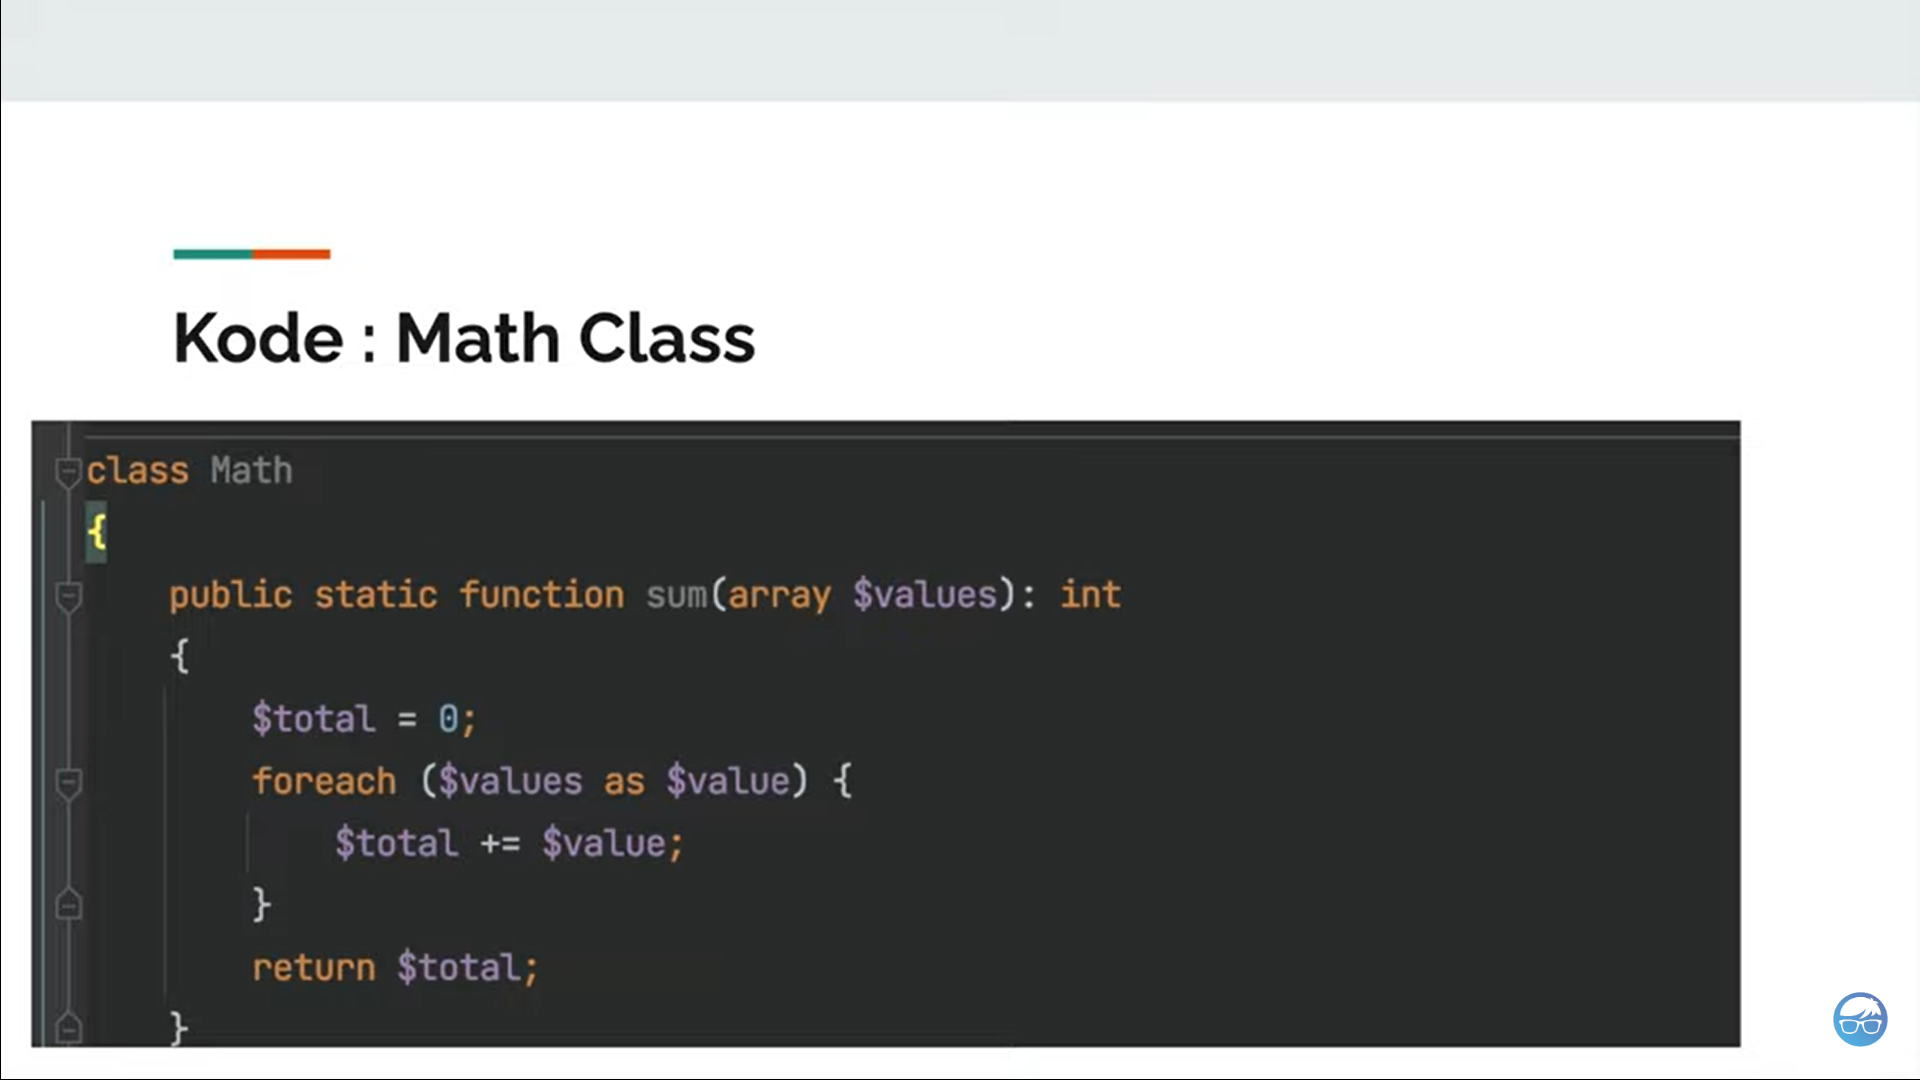 Kode : Math Class
class Math
{
public static function sum(array $values): int
{
$total = 0;
foreach ($values as $value) {
$total += $value;
}
return $total;
}